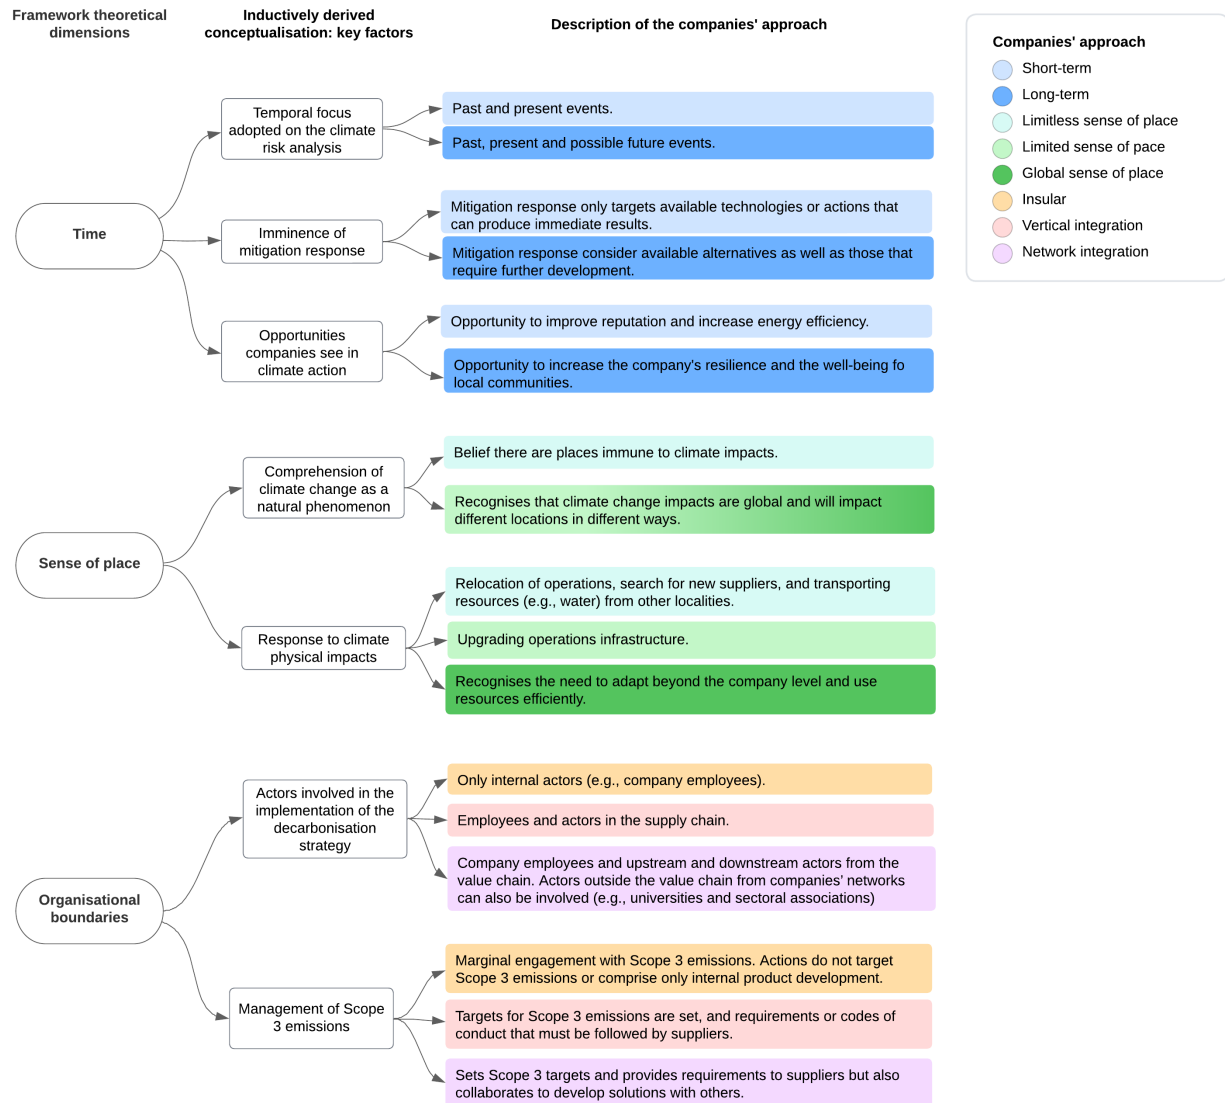 Framework theoretical
dimensions
Inductively derived
conceptualisation: key factors
Description of the companies' approach
Companies' approach
Short-term
Long-term
Limitless sense of place
Limited sense of pace
Global sense of place
Insular
Vertical integration
Network integration
Time
Temporal focus
adopted on the climate
risk analysis
Past and present events.
Past, present and possible future events.
Imminence of
mitigation response
Mitigation response only targets available technologies or actions that
can produce immediate results.
Mitigation response consider available alternatives as well as those that
require further development.
Opportunities
companies see in
climate action
Opportunity to improve reputation and increase energy efficiency.
Opportunity to increase the company's resilience and the well-being fo
local communities.
Sense of place
Comprehension of
climate change as a
natural phenomenon
Belief there are places immune to climate impacts.
Recognises that climate change impacts are global and will impact
different locations in different ways.
Response to climate
physical impacts
Relocation of operations, search for new suppliers, and transporting
resources (e.g., water) from other localities.
Upgrading operations infrastructure.
Recognises the need to adapt beyond the company level and use
resources efficiently.
Organisational
boundaries
Actors involved in the
implementation of the
decarbonisation
strategy
Only internal actors (e.g., company employees).
Employees and actors in the supply chain.
Company employees and upstream and downstream actors from the
value chain. Actors outside the value chain from companies' networks
can also be involved (e.g., universities and sectoral associations)
Management of Scope
3 emissions
Marginal engagement with Scope 3 emissions. Actions do not target
Scope 3 emissions or comprise only internal product development.
Targets for Scope 3 emissions are set, and requirements or codes of
conduct that must be followed by suppliers.
Sets Scope 3 targets and provides requirements to suppliers but also
collaborates to develop solutions with others.